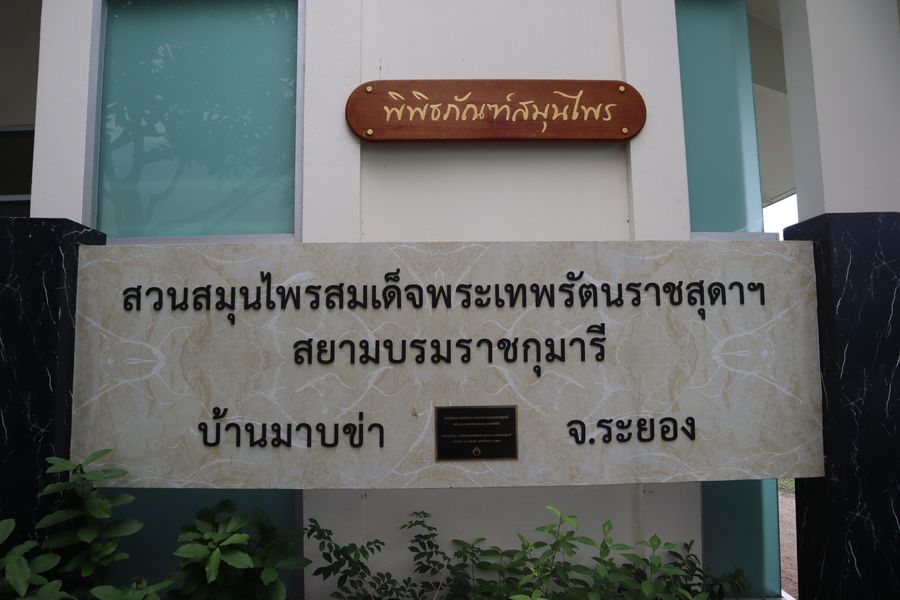 พิพิธภัณฑ์สมุนไพร
สวนสมุนไพรสมเด็จพระเทพรัตนราชสุดาฯ
สยามบรมราชกุมารี
บ้านมาบข่า จ.ระยอง